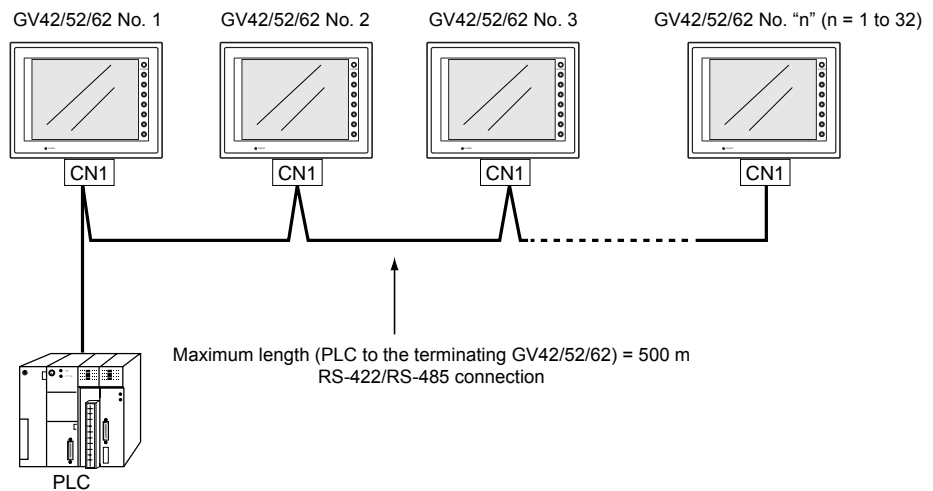 GV42/52/62 No. 1
GV42/52/62 No. 2
GV42/52/62 No. 3
GV42/52/62 No. “n” (n = 1 to 32)
CN1
CN1
CN1
CN1
Maximum length (PLC to the terminating GV42/52/62) = 500 m
RS-422/RS-485 connection
PLC